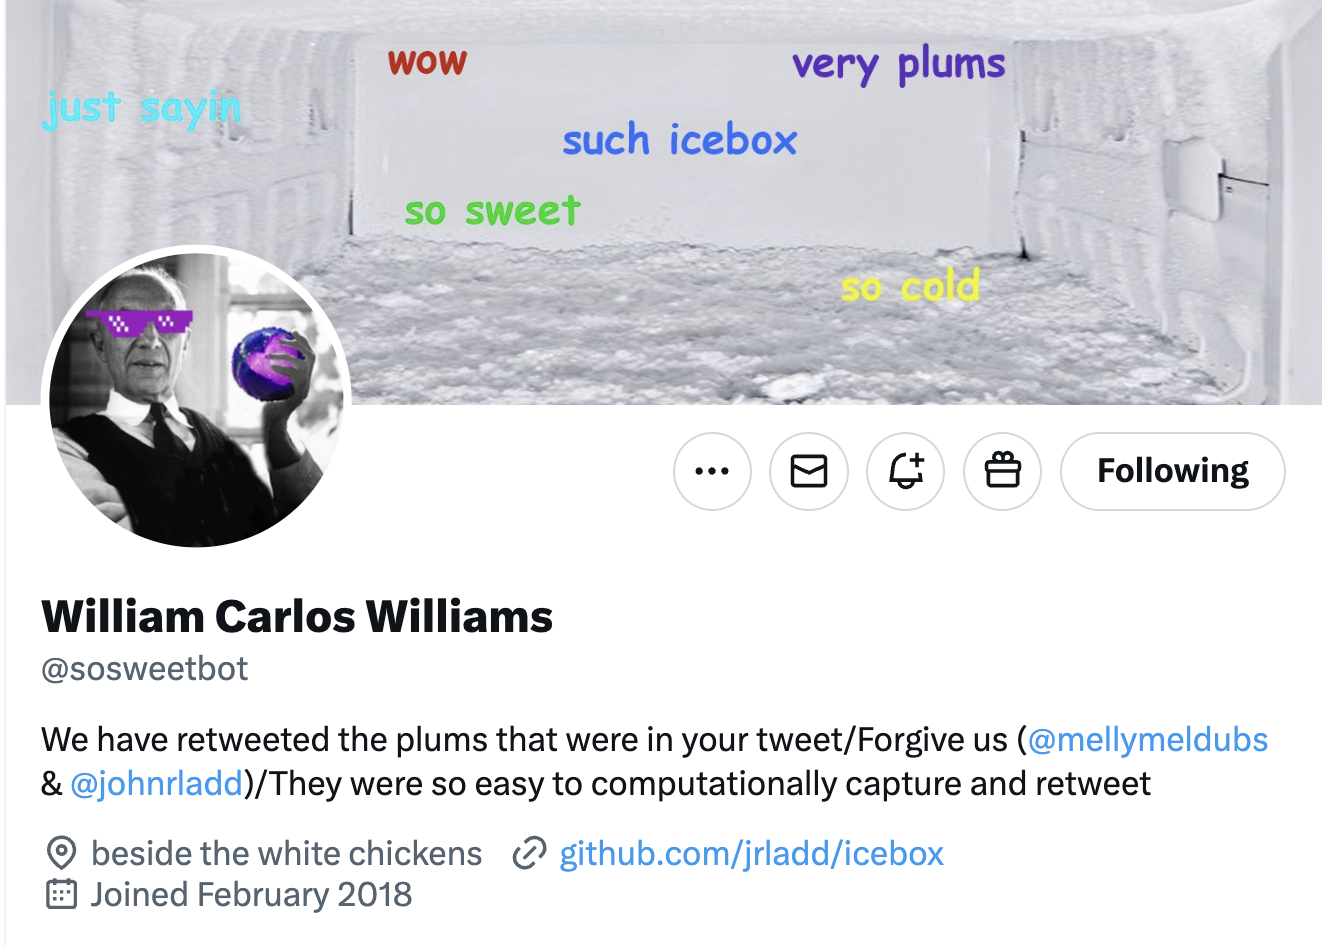 wow
very plums
just sayin
such icebox
so sweet
so cold
Following
William Carlos Williams
@sosweetbot
We have retweeted the plums that were in your tweet/Forgive us (@mellymeldubs
& @johnrladd)/They were so easy to computationally capture and retweet
beside the white chickens github.com/jrladd/icebox
Joined February 2018